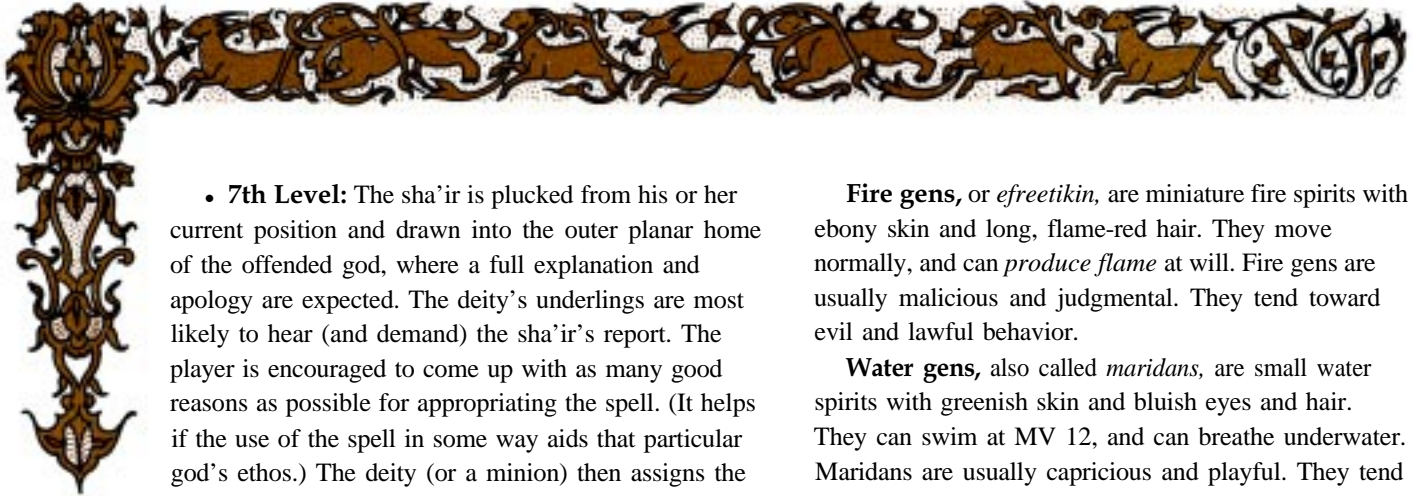 • 7th Level: The sha’ir is plucked from his or her
current position and drawn into the outer planar home
of the offended god, where a full explanation and
apology are expected. The deity’s underlings are most
likely to hear (and demand) the sha’ir’s report. The
player is encouraged to come up with as many good
reasons as possible for appropriating the spell. (It helps
if the use of the spell in some way aids that particular
god’s ethos.) The deity (or a minion) then assigns the
Fire gens, or efreetikin, are miniature fire spirits with
ebony skin and long, flame-red hair. They move
normally, and can produce flame at will. Fire gens are
usually malicious and judgmental. They tend toward
evil and lawful behavior.
Water gens, also called maridans, are small water
spirits with greenish skin and bluish eyes and hair.
They can swim at MV 12, and can breathe underwater.
Maridans are usually capricious and playful. They tend